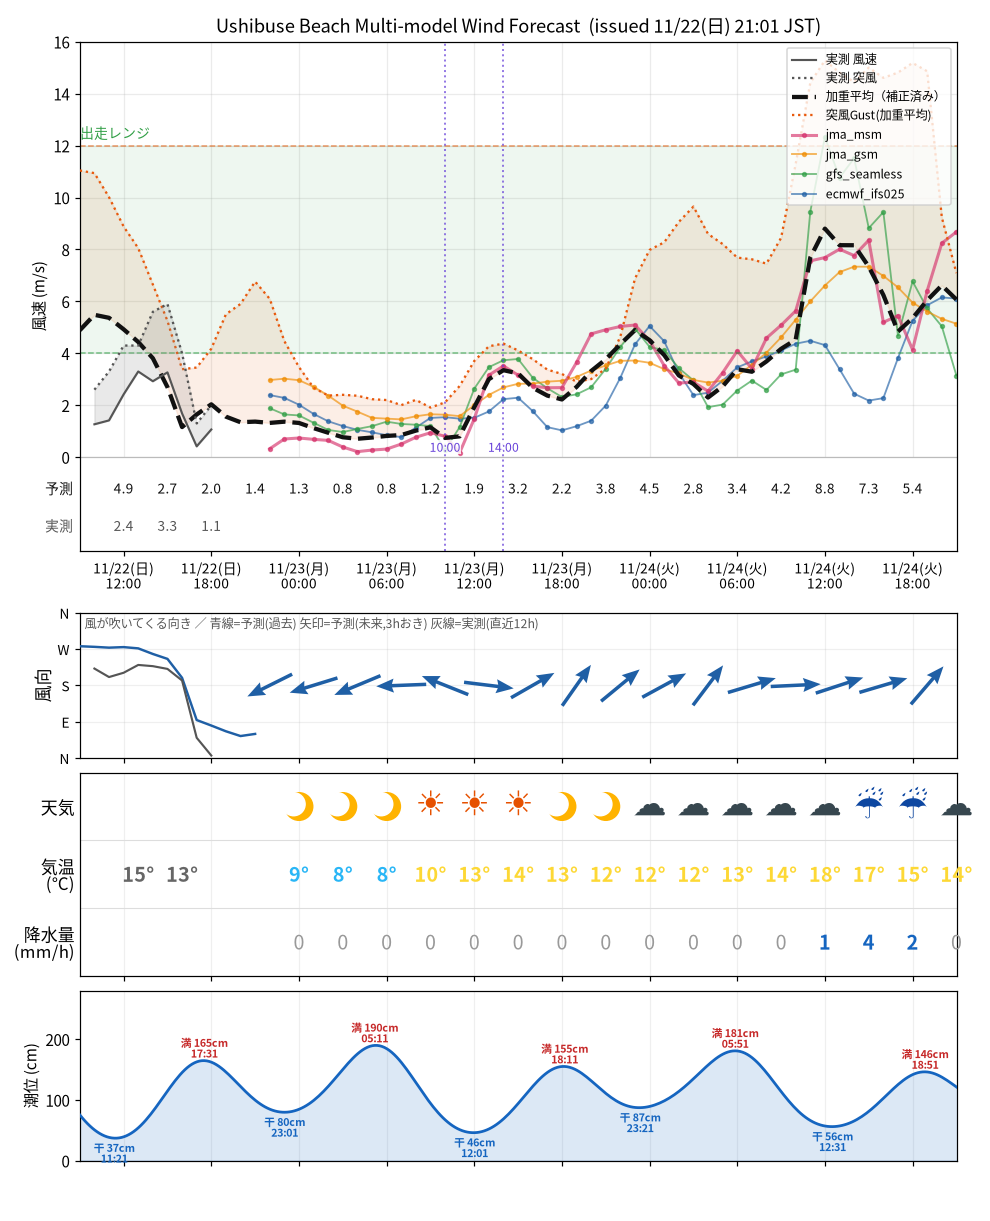 Ushibuse Beach Multi-model Wind Forecast (issued 11/22(日) 21:01 JST)
16
14
12
10
8
6
4
2
0
風速 (m/s)
出走レンジ
実測 風速
実測 突風
加重平均（補正済み）
突風Gust(加重平均)
jma_msm
jma_gsm
gfs_seamless
ecmwf_ifs025
10:00
14:00
予測 4.9 2.7 2.0 1.4 1.3 0.8 0.8 1.2 1.9 3.2 2.2 3.8 4.5 2.8 3.4 4.2 8.8 7.3 5.4
実測 2.4 3.3 1.1
11/22(日) 11/22(日) 11/23(月) 11/23(月) 11/23(月) 11/23(月) 11/24(火) 11/24(火) 11/24(火) 11/24(火)
12:00 18:00 00:00 06:00 12:00 18:00 00:00 06:00 12:00 18:00
風向
N
W
S
E
N
風が吹いてくる向き ／ 青線=予測(過去) 矢印=予測(未来,3hおき) 灰線=実測(直近12h)
天気
気温
(℃)
15° 13° 9° 8° 8° 10° 13° 14° 13° 12° 12° 12° 13° 14° 18° 17° 15° 14°
降水量
(mm/h)
0 0 0 0 0 0 0 0 0 0 0 0 1 4 2 0
潮位 (cm)
200
100
0
満 165cm
17:31
満 190cm
05:11
満 155cm
18:11
満 181cm
05:51
満 146cm
18:51
干 37cm
11:21
干 80cm
23:01
干 46cm
12:01
干 87cm
23:21
干 56cm
12:31